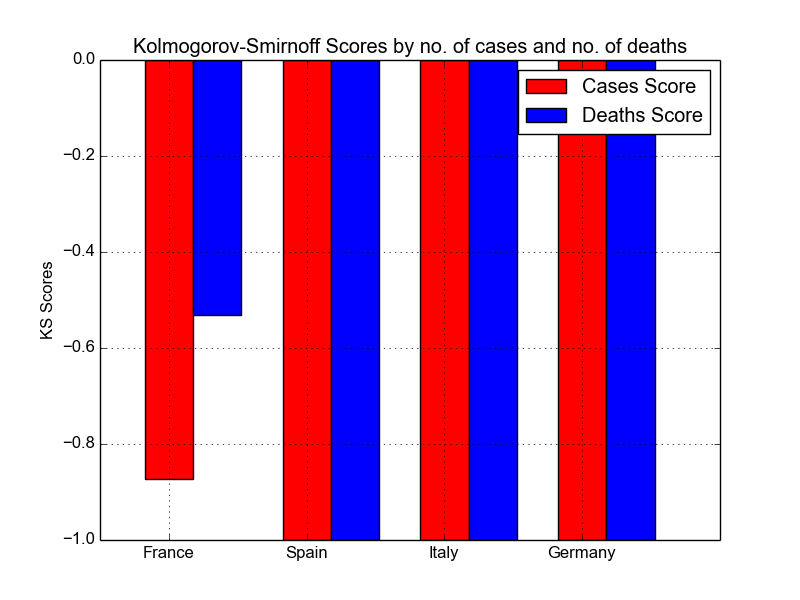 Kolmogorov-Smirnoff Scores by no. of cases and no. of deaths
Cases Score
Deaths Score
KS Scores
0.0
−0.2
−0.4
−0.6
−0.8
−1.0
France Spain Italy Germany